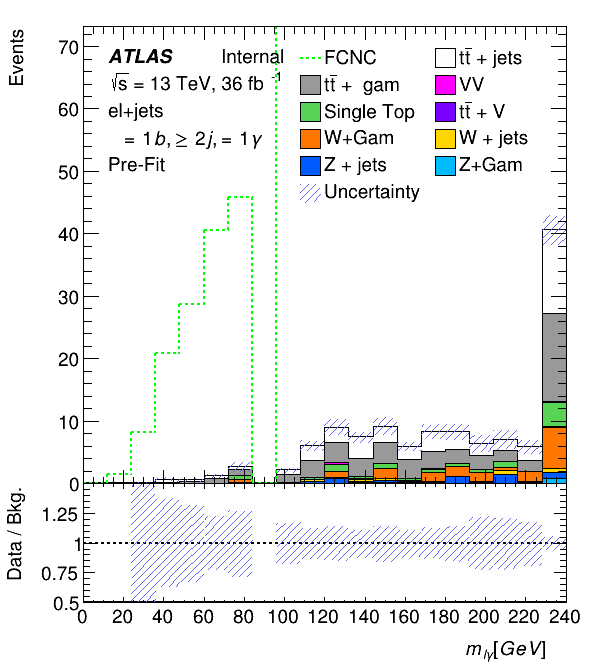 Events
70
60
50
40
30
20
10
0
ATLAS Internal
√s = 13 TeV, 36 fb⁻¹
el+jets
= 1b, ≥ 2j, = 1γ
Pre-Fit
FCNC
tt̄ + jets
tt̄ + gam
VV
Single Top
tt̄ + V
W+Gam
W + jets
Z + jets
Z+Gam
Uncertainty
Data / Bkg.
1.25
1
0.75
0.5
0 20 40 60 80 100 120 140 160 180 200 220 240
m_lγ[GeV]